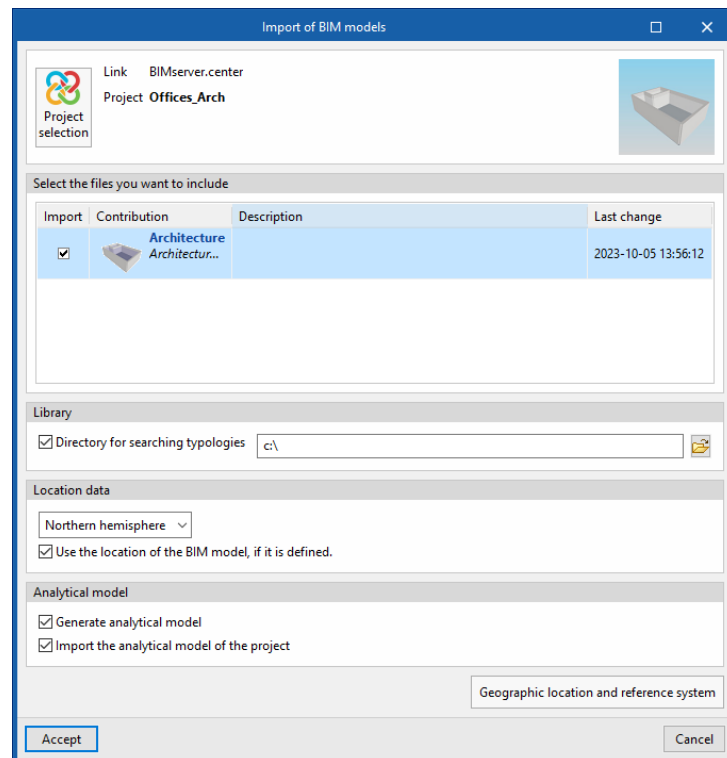 Import of BIM models
Link BIMserver.center
Project Offices_Arch
Project
selection
Select the files you want to include
Import Contribution Description Last change
Architecture
Architectur... 2023-10-05 13:56:12
Library
Directory for searching typologies c:\
Location data
Northern hemisphere
Use the location of the BIM model, if it is defined.
Analytical model
Generate analytical model
Import the analytical model of the project
Geographic location and reference system
Accept Cancel